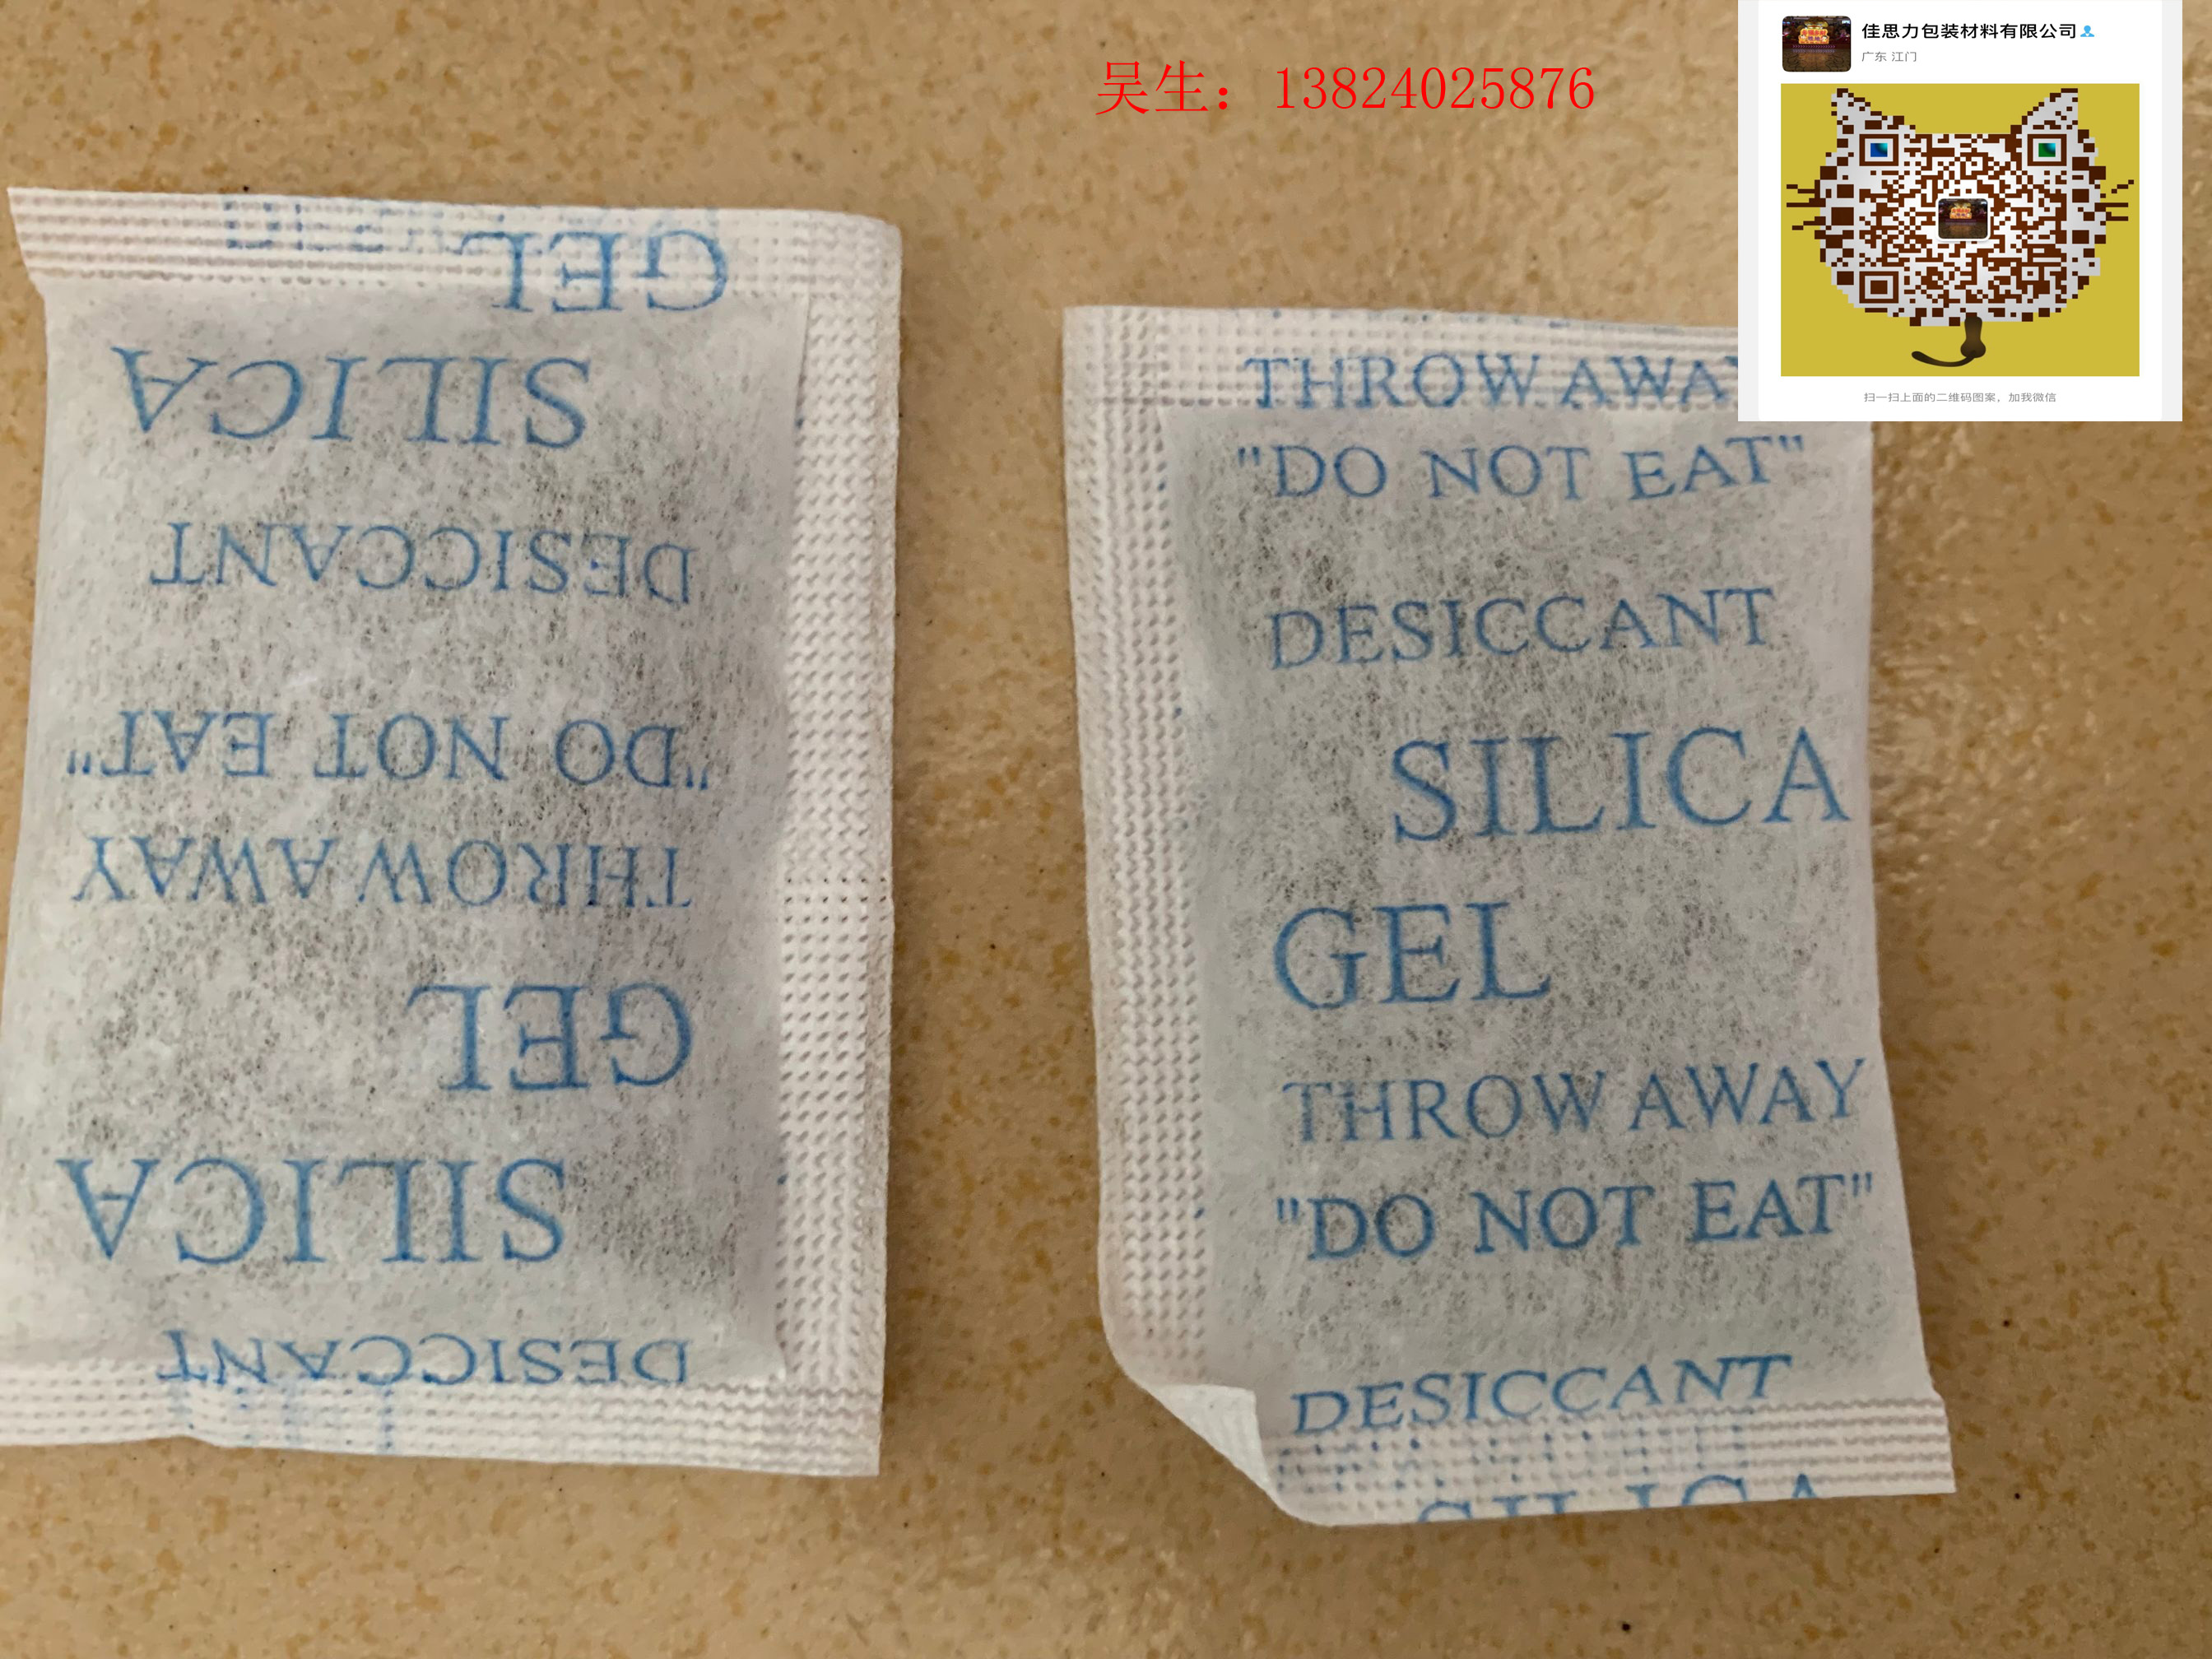 吴生：13824025876
佳思力包装材料有限公司
广东 江门
扫一扫上面的二维码图案，加我微信
GEL
SILICA
DESICCANT
"DO NOT EAT"
THROW AWAY
GEL
SILICA
DESICCANT
THROW AWAY
"DO NOT EAT"
DESICCANT
SILICA
GEL
THROW AWAY
"DO NOT EAT"
DESICCANT
SILICA